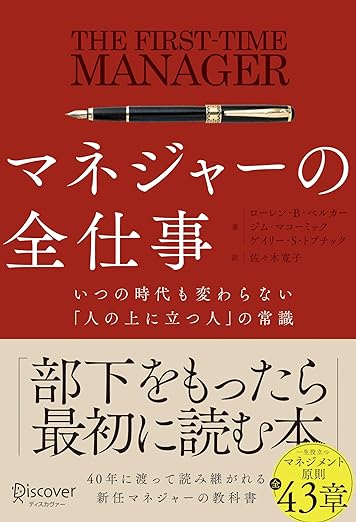 THE FIRST-TIME
MANAGER
マネジャーの
全仕事
著 ローレン・B・ベルカー
ジム・マコーミック
ゲイリー・S・トプチック
訳 佐々木寛子
いつの時代も変わらない
「人の上に立つ人」の常識
「部下をもったら
最初に読む本」
40年に渡って読み継がれる
新任マネジャーの教科書
一生役立つ
マネジメント
原則
全43章
Discover
ディスカヴァー